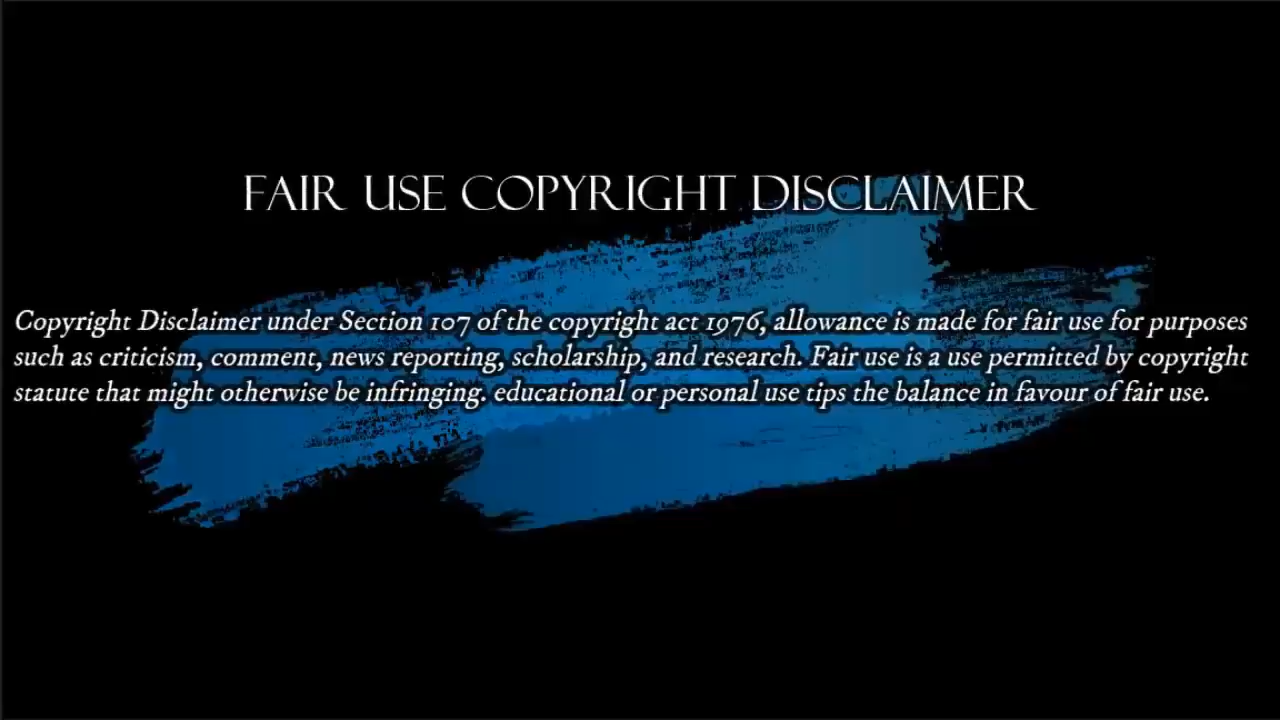 FAIR USE COPYRIGHT DISCLAIMER
Copyright Disclaimer under Section 107 of the copyright act 1976, allowance is made for fair use for purposes
such as criticism, comment, news reporting, scholarship, and research. Fair use is a use permitted by copyright
statute that might otherwise be infringing. educational or personal use tips the balance in favour of fair use.